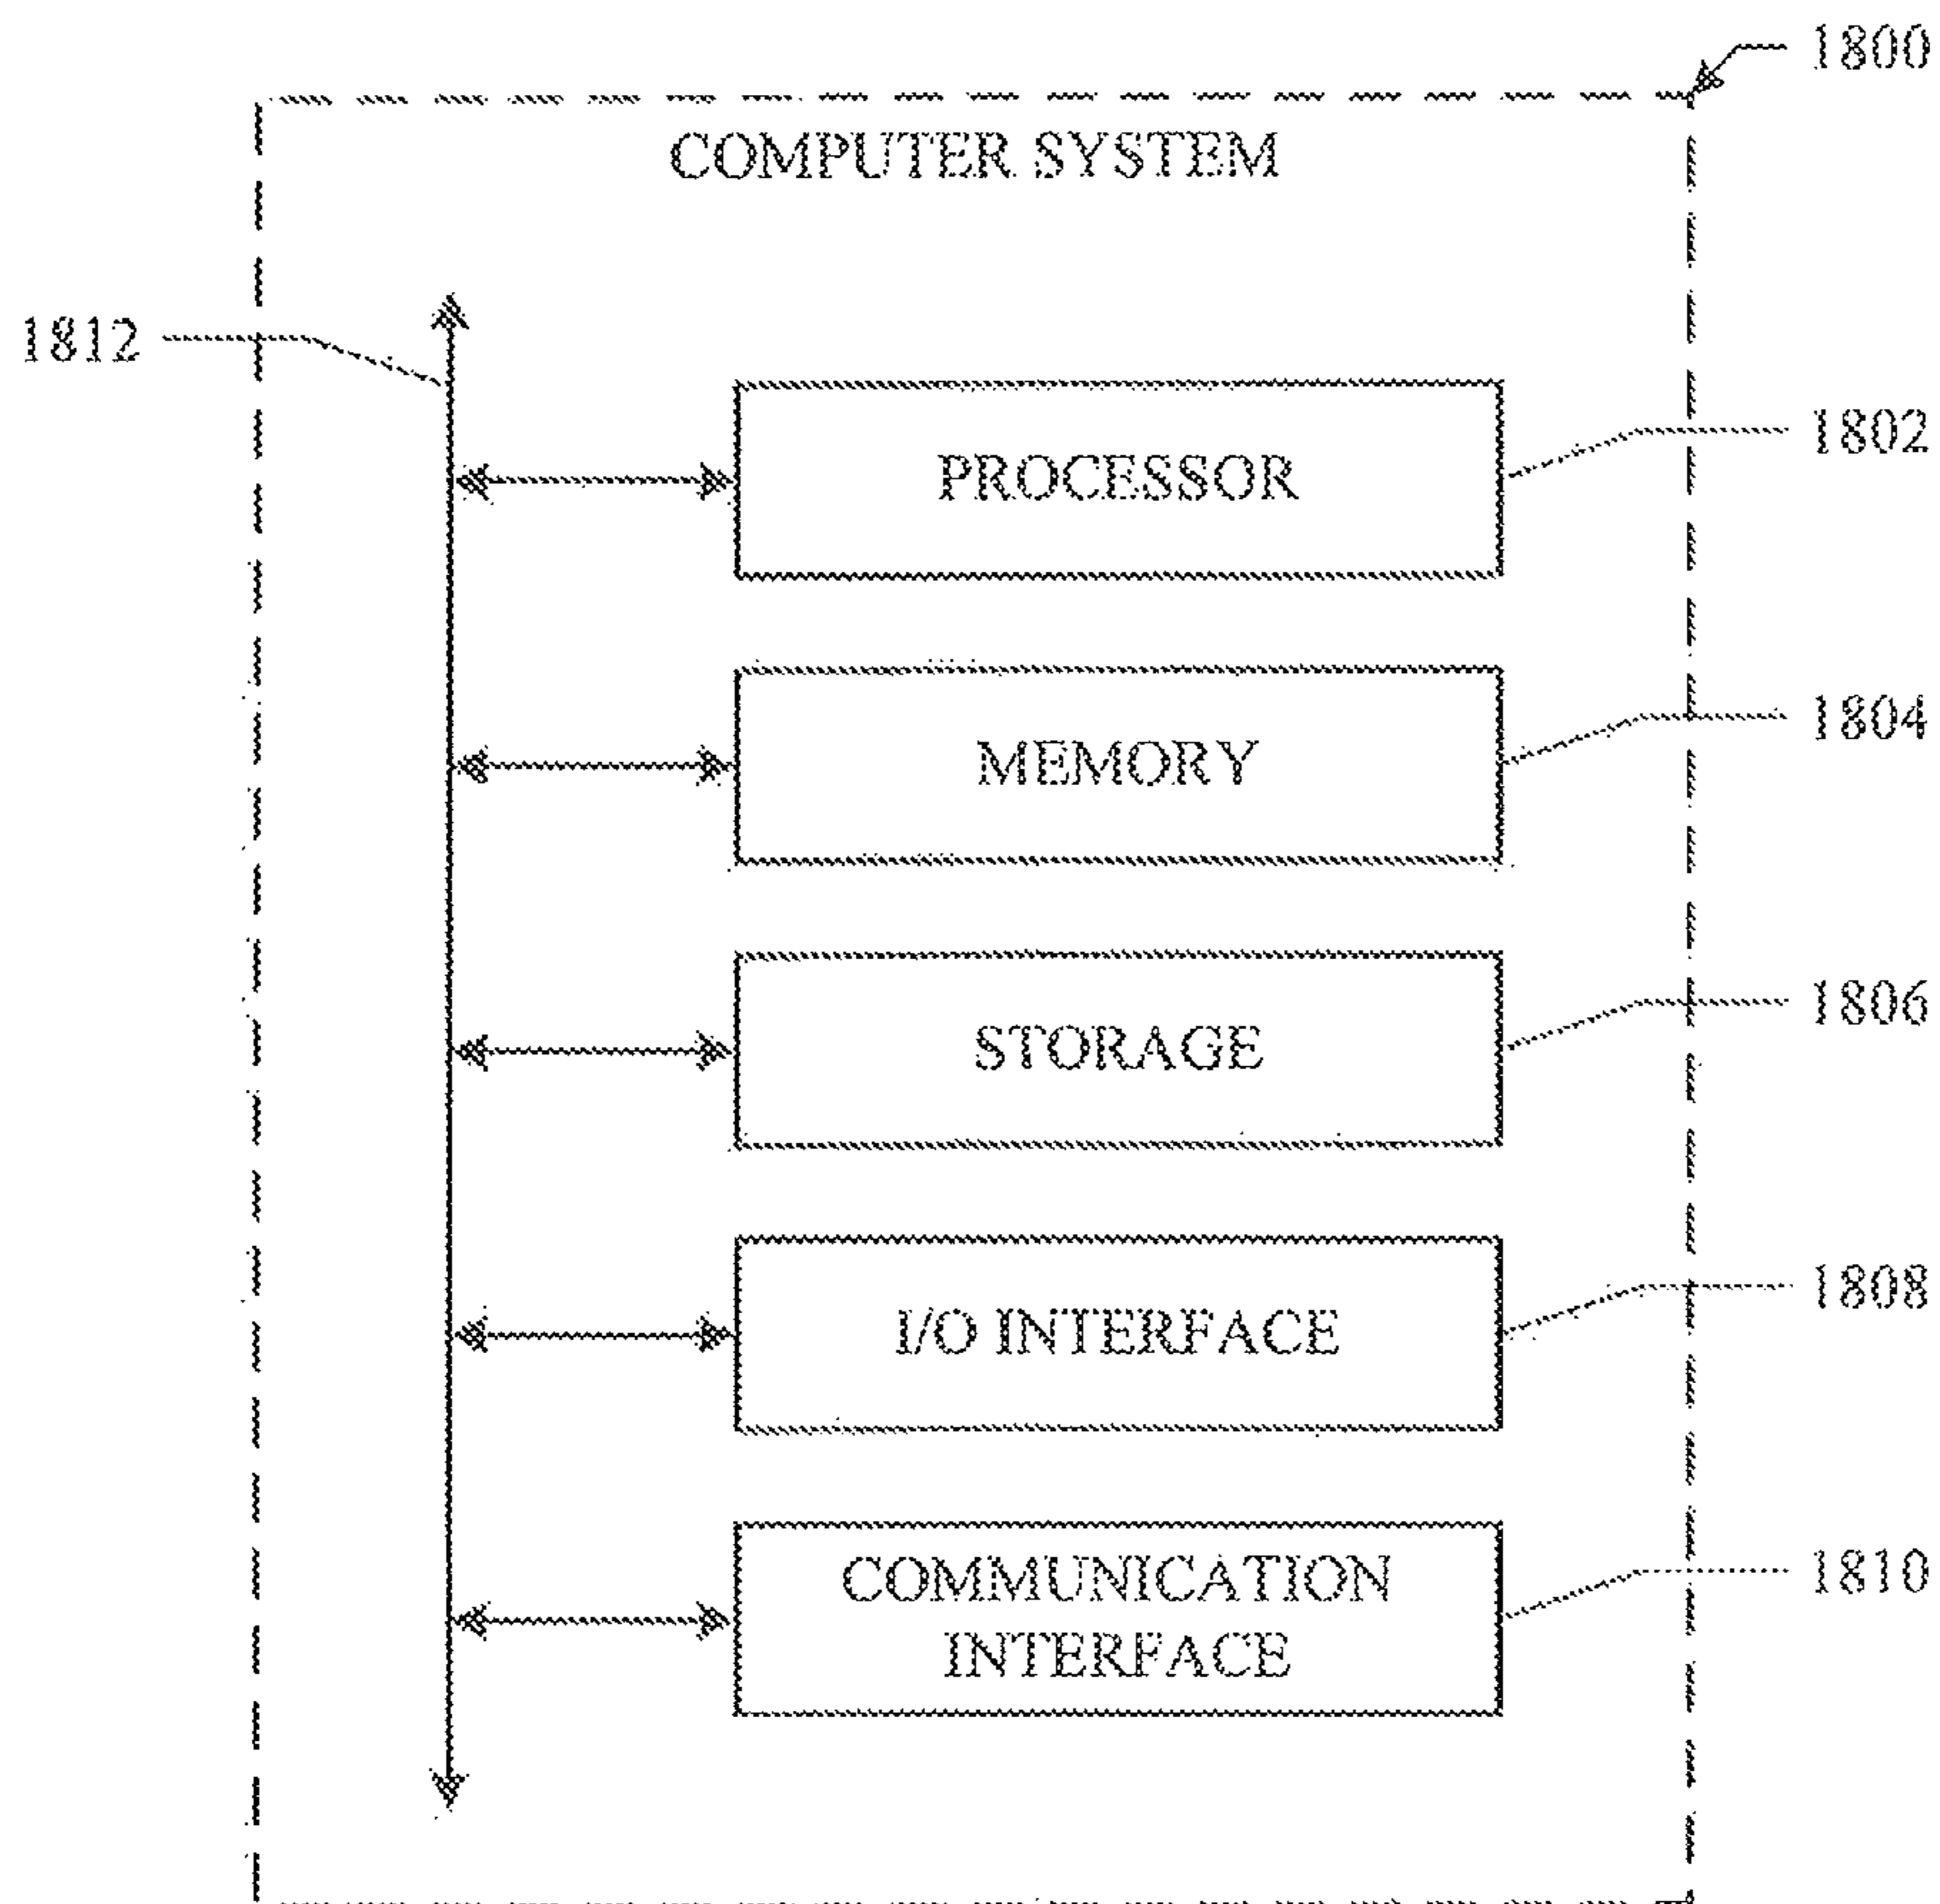 1800
COMPUTER SYSTEM
1812
PROCESSOR
1802
MEMORY
1804
STORAGE
1806
I/O INTERFACE
1808
COMMUNICATION
INTERFACE
1810